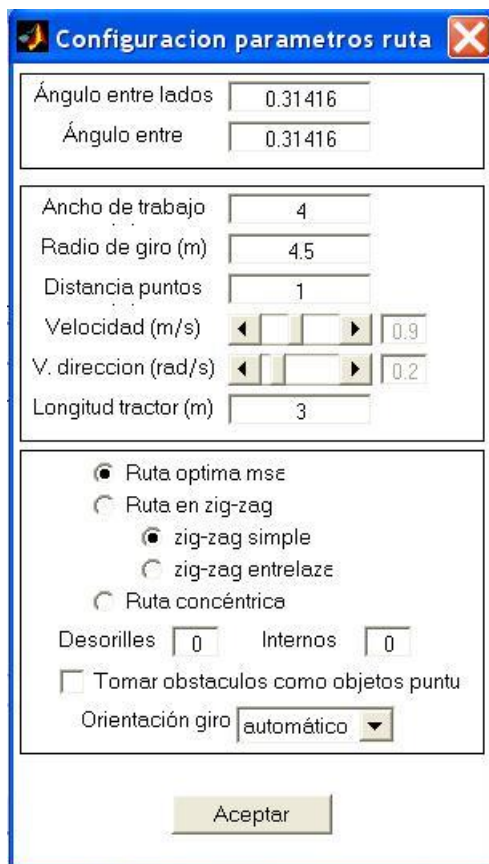 Configuracion parametros ruta
Ángulo entre lados 0.31416
Ángulo entre 0.31416
Ancho de trabajo 4
Radio de giro (m) 4.5
Distancia puntos 1
Velocidad (m/s) 0.9
V. direccion (rad/s) 0.2
Longitud tractor (m) 3
Ruta optima mse
Ruta en zig-zag
zig-zag simple
zig-zag entrelaze
Ruta concéntrica
Desorilles 0 Internos 0
Tomar obstaculos como objetos puntu
Orientación giro automático
Aceptar